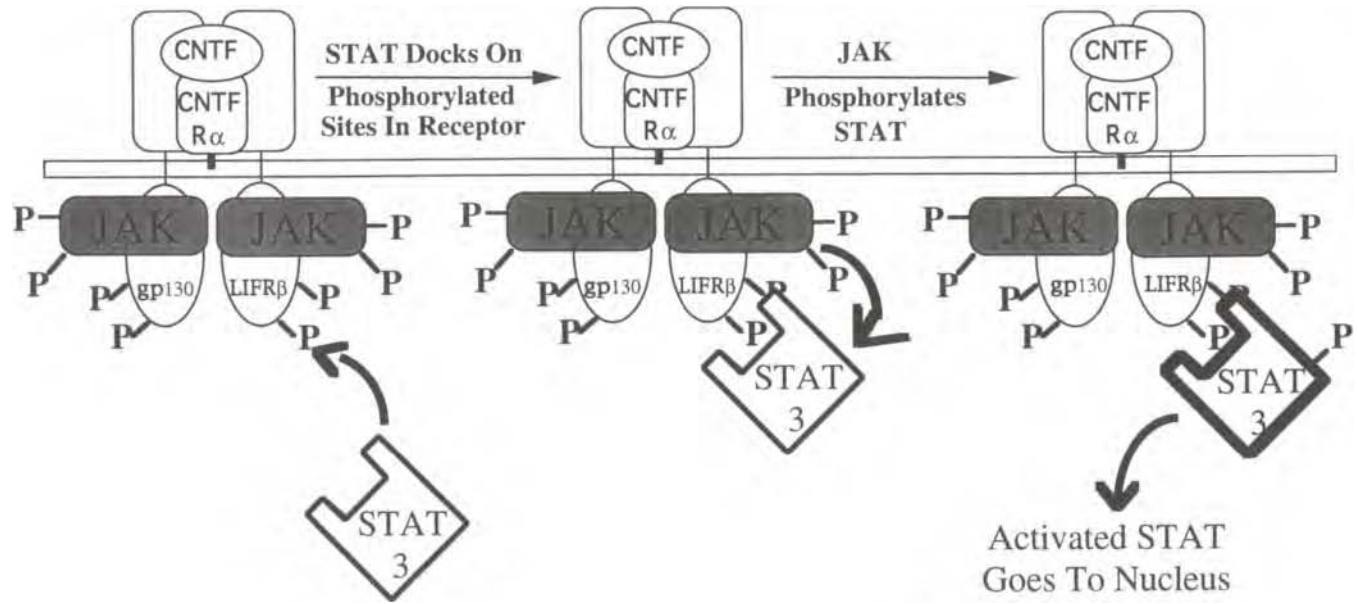 CNTF
CNTF
Rα
STAT Docks On
Phosphorylated
Sites In Receptor
CNTF
CNTF
Rα
JAK
Phosphorylates
STAT
CNTF
CNTF
Rα
P
JAK
JAK
P
P
P
P
gp130
LIFRβ
P
P
P
P
JAK
JAK
P
P
P
P
gp130
LIFRβ
P
P
P
P
JAK
JAK
P
P
P
P
gp130
LIFRβ
P
P
P
P
STAT
3
STAT
3
STAT
3
Activated STAT
Goes To Nucleus